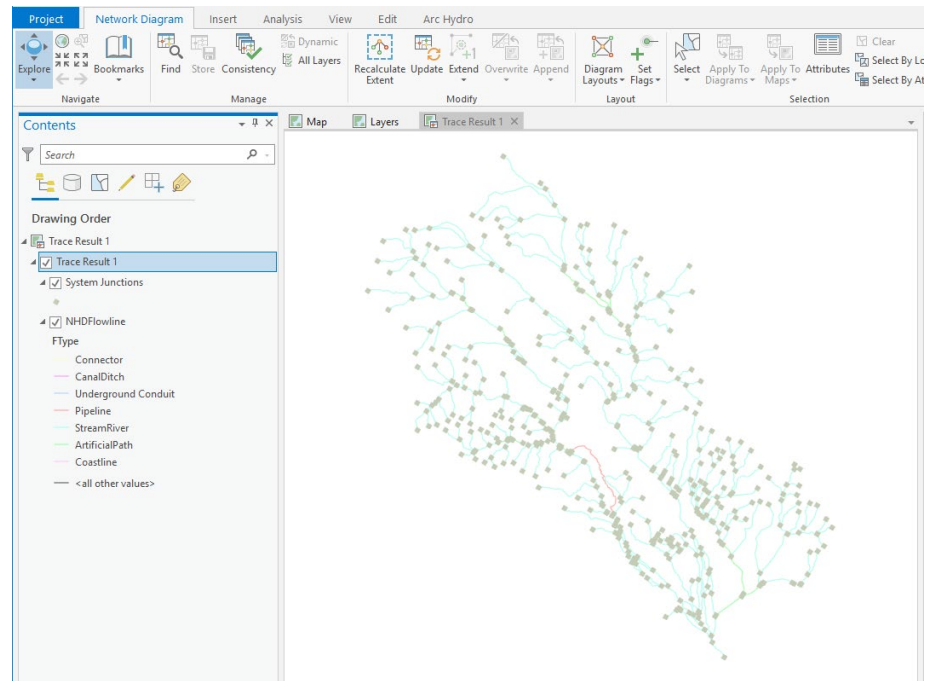 Project Network Diagram Insert Analysis View Edit Arc Hydro
Explore
Bookmarks
Navigate
Find
Store
Consistency
Dynamic
All Layers
Manage
Recalculate
Extent
Update
Extend
Overwrite
Append
Modify
Diagram
Layouts
Set
Flags
Layout
Select
Apply To
Diagrams
Apply To
Maps
Attributes
Clear
Select By Lo
Select By At
Selection
Contents
Map
Layers
Trace Result 1
Search
Drawing Order
Trace Result 1
Trace Result 1
System Junctions
NHDFlowline
FType
Connector
CanalDitch
Underground Conduit
Pipeline
StreamRiver
ArtificialPath
Coastline
<all other values>